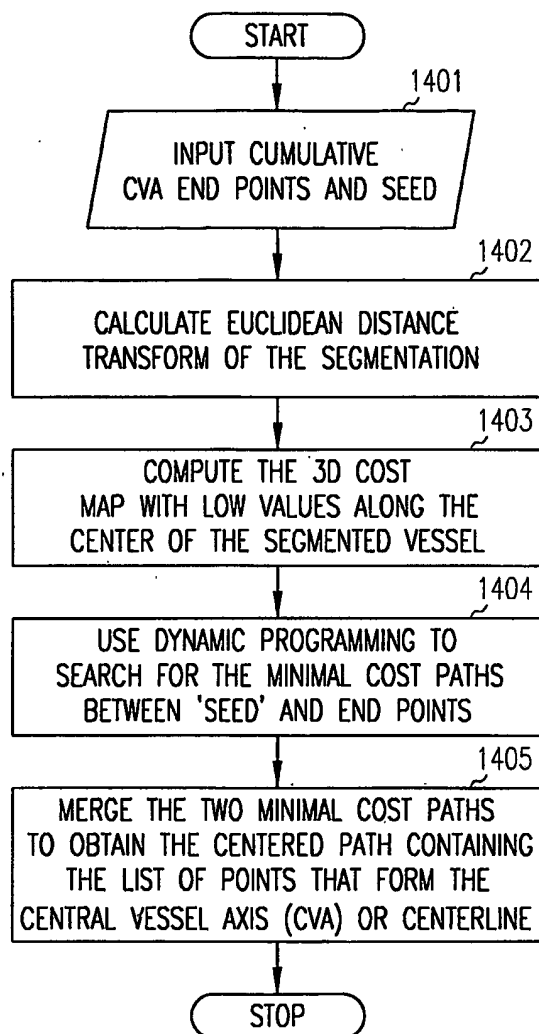 START
1401
INPUT CUMULATIVE
CVA END POINTS AND SEED
1402
CALCULATE EUCLIDEAN DISTANCE
TRANSFORM OF THE SEGMENTATION
1403
COMPUTE THE 3D COST
MAP WITH LOW VALUES ALONG THE
CENTER OF THE SEGMENTED VESSEL
1404
USE DYNAMIC PROGRAMMING TO
SEARCH FOR THE MINIMAL COST PATHS
BETWEEN 'SEED' AND END POINTS
1405
MERGE THE TWO MINIMAL COST PATHS
TO OBTAIN THE CENTERED PATH CONTAINING
THE LIST OF POINTS THAT FORM THE
CENTRAL VESSEL AXIS (CVA) OR CENTERLINE
STOP